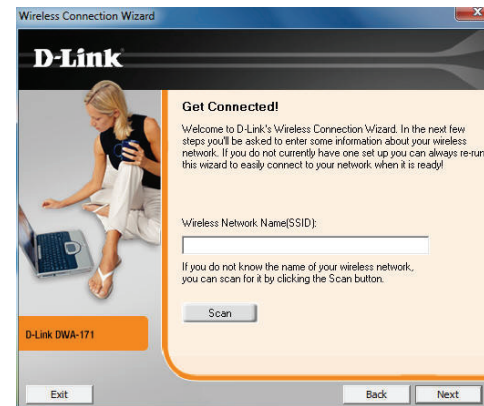 Wireless Connection Wizard
D-Link
Get Connected!
Welcome to D-Link's Wireless Connection Wizard. In the next few
steps you'll be asked to enter some information about your wireless
network. If you do not currently have one set up you can always re-run
this wizard to easily connect to your network when it is ready!
Wireless Network Name(SSID):
If you do not know the name of your wireless network,
you can scan for it by clicking the Scan button.
Scan
D-Link DWA-171
Exit
Back
Next